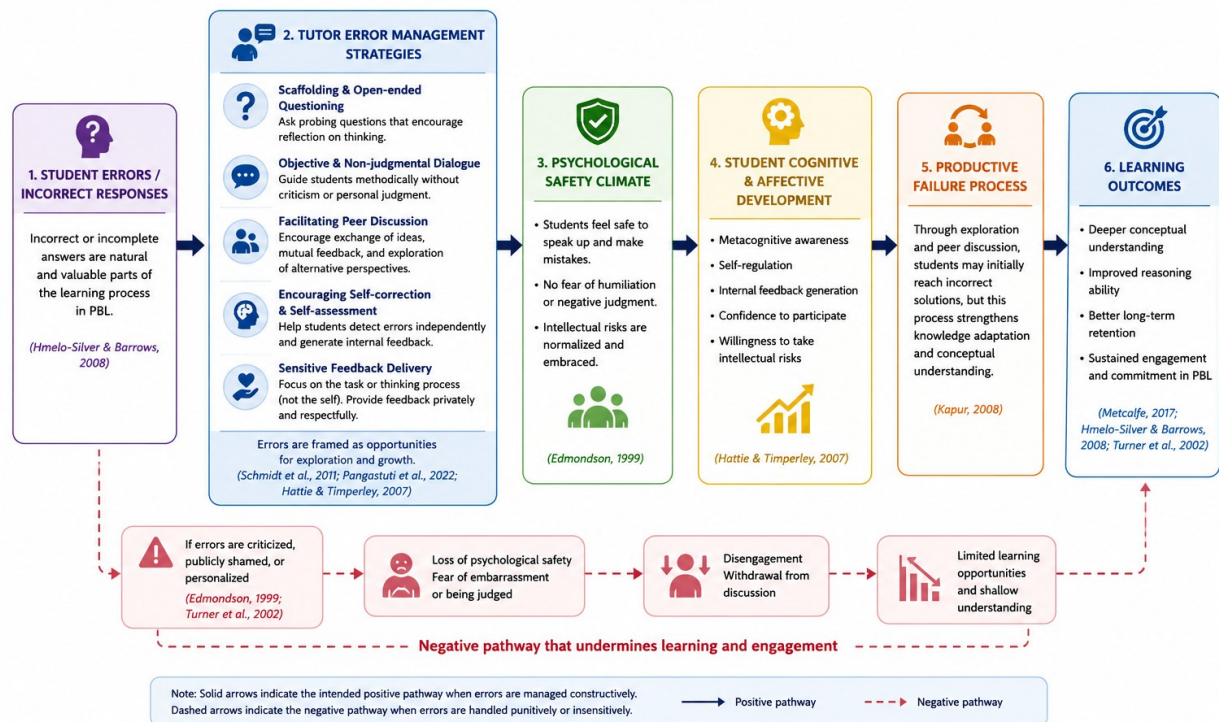 1. STUDENT ERRORS /
INCORRECT RESPONSES
Incorrect or incomplete
answers are natural
and valuable parts of
the learning process
in PBL.
(Hmelo-Silver & Barrows,
2008)
2. TUTOR ERROR MANAGEMENT
STRATEGIES
Scaffolding & Open-ended
Questioning
Ask probing questions that encourage
reflection on thinking.
Objective & Non-judgmental Dialogue
Guide students methodically without
criticism or personal judgment.
Facilitating Peer Discussion
Encourage exchange of ideas,
mutual feedback, and exploration
of alternative perspectives.
Encouraging Self-correction
& Self-assessment
Help students detect errors independently
and generate internal feedback.
Sensitive Feedback Delivery
Focus on the task or thinking process
(not the self). Provide feedback privately
and respectfully.
Errors are framed as opportunities
for exploration and growth.
(Schmidt et al., 2011; Pangastuti et al., 2022;
Hattie & Timperley, 2007)
3. PSYCHOLOGICAL
SAFETY CLIMATE
• Students feel safe to
speak up and make
mistakes.
• No fear of humiliation
or negative judgment.
• Intellectual risks are
normalized and
embraced.
(Edmondson, 1999)
4. STUDENT COGNITIVE
& AFFECTIVE
DEVELOPMENT
• Metacognitive awareness
• Self-regulation
• Internal feedback generation
• Confidence to participate
• Willingness to take
intellectual risks
(Hattie & Timperley, 2007)
5. PRODUCTIVE
FAILURE PROCESS
Through exploration
and peer discussion,
students may initially
reach incorrect
solutions, but this
process strengthens
knowledge adaptation
and conceptual
understanding.
(Kapur, 2008)
6. LEARNING
OUTCOMES
• Deeper conceptual
understanding
• Improved reasoning
ability
• Better long-term
retention
• Sustained engagement
and commitment in PBL
(Metcalfe, 2017;
Hmelo-Silver & Barrows,
2008; Turner et al., 2002)
If errors are criticized,
publicly shamed, or
personalized
(Edmondson, 1999;
Turner et al., 2002)
Loss of psychological safety
Fear of embarrassment
or being judged
Disengagement
Withdrawal from
discussion
Limited learning
opportunities
and shallow
understanding
Negative pathway that undermines learning and engagement
Note: Solid arrows indicate the intended positive pathway when errors are managed constructively.
Dashed arrows indicate the negative pathway when errors are handled punitively or insensitively.
Positive pathway
Negative pathway